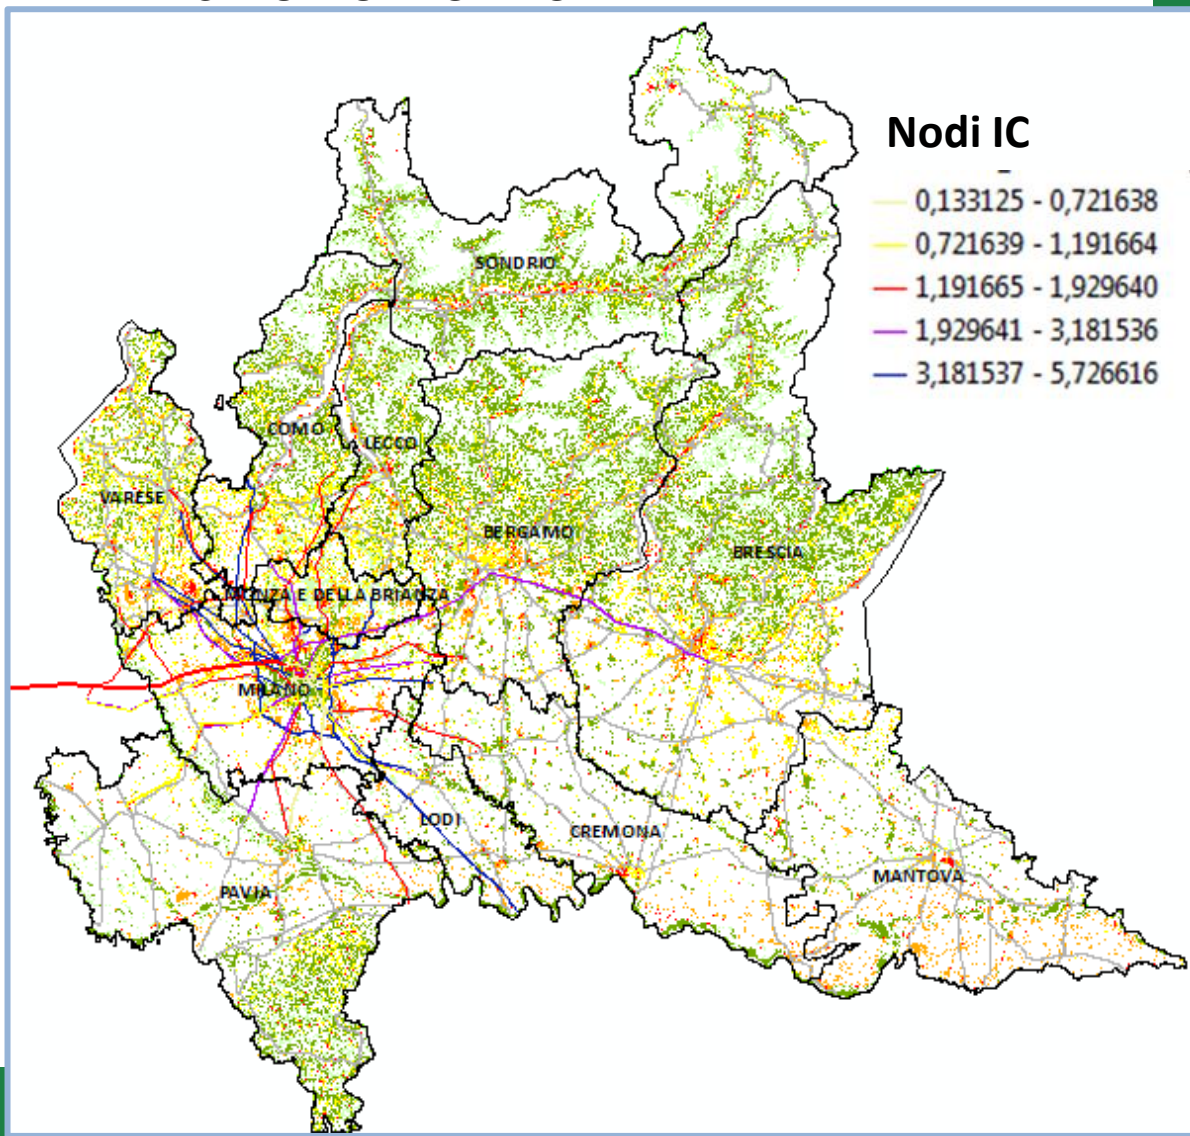 Nodi IC
0,133125 - 0,721638
0,721639 - 1,191664
1,191665 - 1,929640
1,929641 - 3,181536
3,181537 - 5,726616
SONDRIO
COMO
LECCO
VARESE
BERGAMO
BRESCIA
MONZA E DELLA BRIANZA
MILANO
LODI
CREMONA
PAVIA
MANTOVA